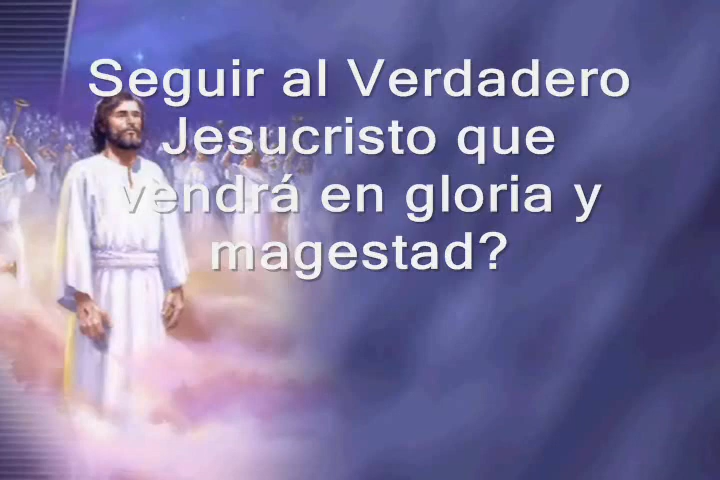 Seguir al Verdadero
Jesucristo que
vendrá en gloria y
magestad?